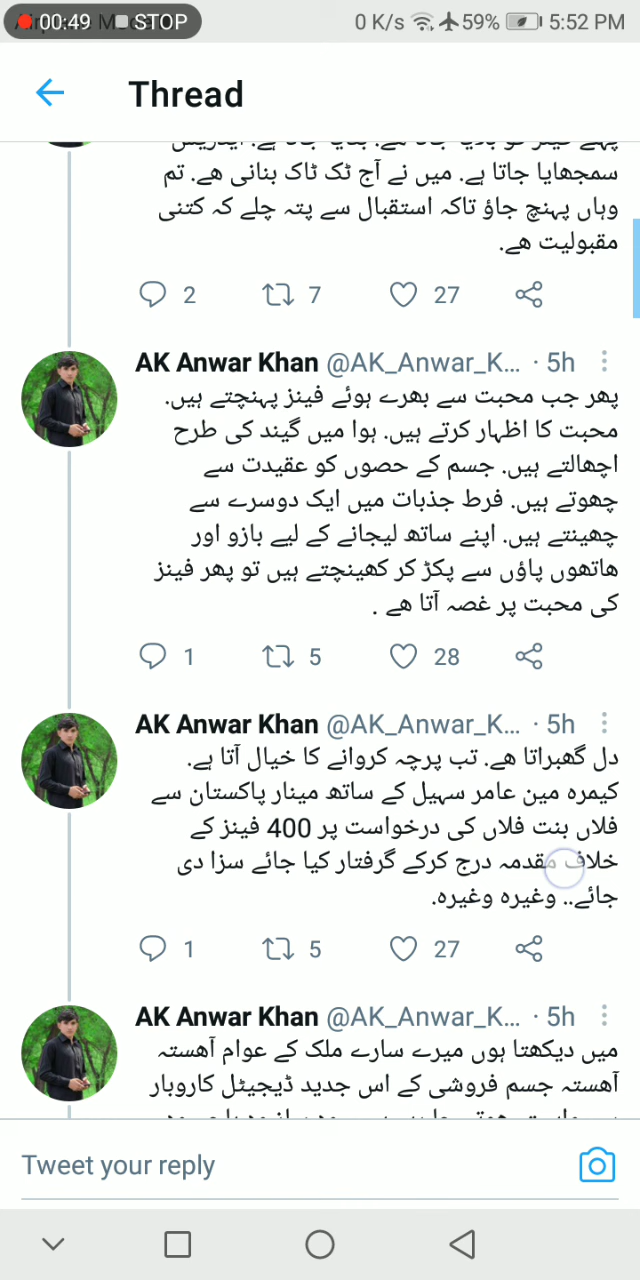 00:49 STOP
0 K/s 59% 5:52 PM
Thread
سمجھایا جاتا ہے. میں نے آج ٹک ٹاک بنانی ھے. تم
وہاں پہنچ جاؤ تاکہ استقبال سے پتہ چلے کہ کتنی
مقبولیت ھے.
2 7 27
AK Anwar Khan @AK_Anwar_K... · 5h
پھر جب محبت سے بھرے ہوئے فینز پہنچتے ہیں.
محبت کا اظہار کرتے ہیں. ہوا میں گیند کی طرح
اچھالتے ہیں. جسم کے حصوں کو عقیدت سے
چھوتے ہیں. فرط جذبات میں ایک دوسرے سے
چھینتے ہیں. اپنے ساتھ لیجانے کے لیے بازو اور
ھاتھوں پاؤں سے پکڑ کر کھینچتے ہیں تو پھر فینز
کی محبت پر غصہ آتا ھے .
1 5 28
AK Anwar Khan @AK_Anwar_K... · 5h
دل گھبراتا ھے. تب پرچہ کروانے کا خیال آتا ہے.
کیمرہ مین عامر سہیل کے ساتھ مینار پاکستان سے
فلاں بنت فلاں کی درخواست پر 400 فینز کے
خلاف مقدمہ درج کرکے گرفتار کیا جائے سزا دی
جائے.. وغیرہ وغیرہ.
1 5 27
AK Anwar Khan @AK_Anwar_K... · 5h
میں دیکھتا ہوں میرے سارے ملک کے عوام آھستہ
آھستہ جسم فروشی کے اس جدید ڈیجیٹل کاروبار
Tweet your reply